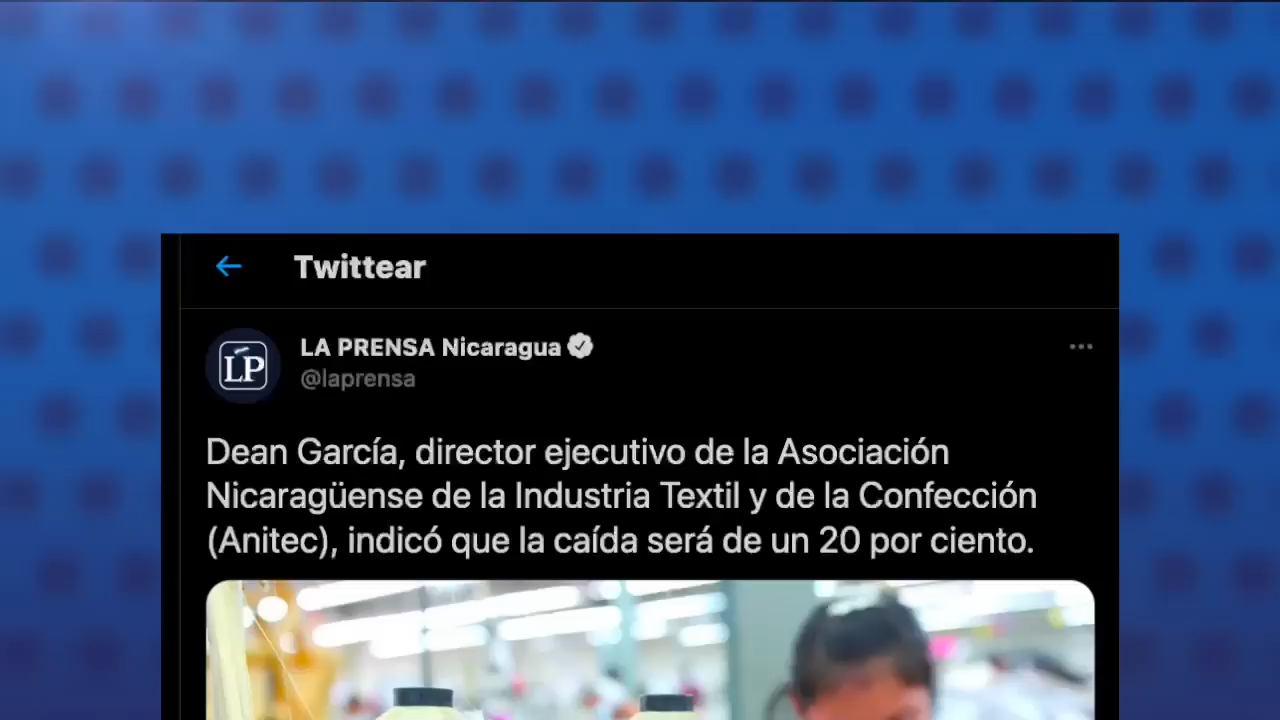 Twittear
LP
LA PRENSA Nicaragua
@laprensa
Dean García, director ejecutivo de la Asociación
Nicaragüense de la Industria Textil y de la Confección
(Anitec), indicó que la caída será de un 20 por ciento.